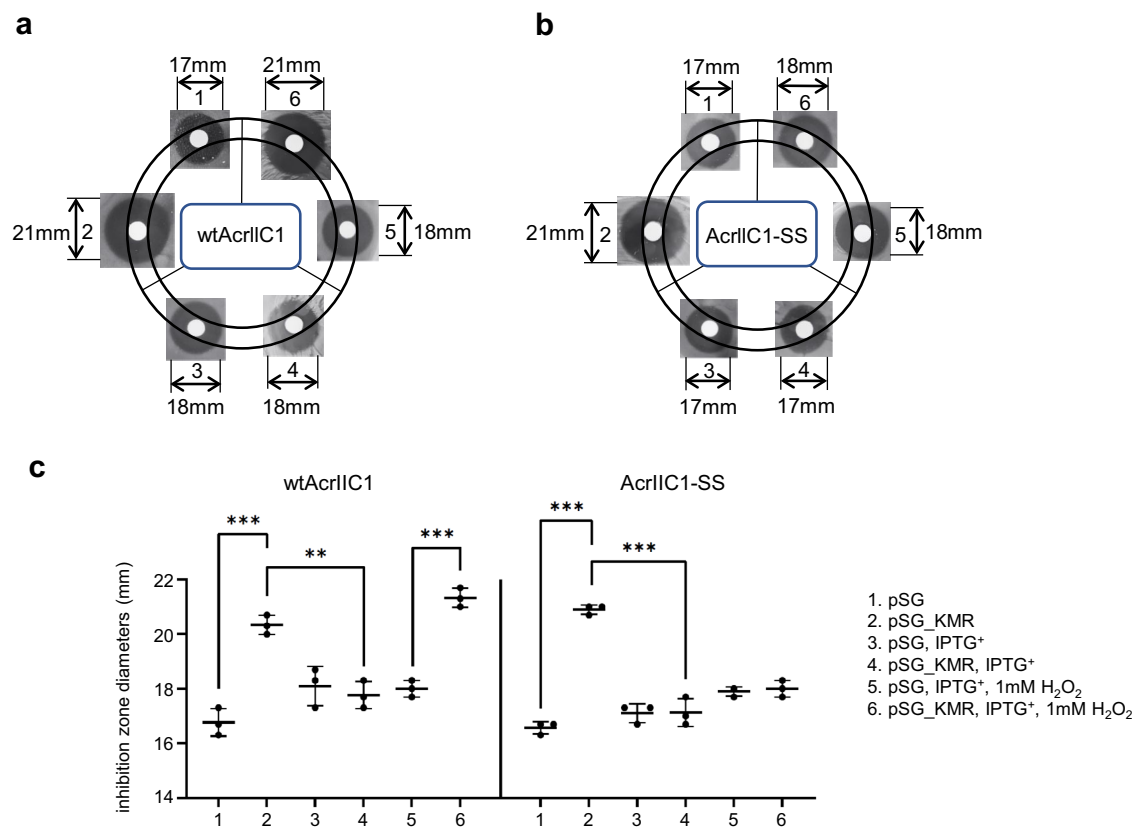 a
17mm
21mm
1
6
21mm
2
wtAcrIIC1
5
18mm
3
4
18mm
18mm
b
17mm
18mm
1
6
21mm
2
AcrIIC1-SS
5
18mm
3
4
17mm
17mm
c
wtAcrIIC1
AcrIIC1-SS
***
**
***
***
***
inhibition zone diameters (mm)
22
20
18
16
14
1 2 3 4 5 6
1 2 3 4 5 6
1. pSG
2. pSG_KMR
3. pSG, IPTG⁺
4. pSG_KMR, IPTG⁺
5. pSG, IPTG⁺, 1mM H₂O₂
6. pSG_KMR, IPTG⁺, 1mM H₂O₂